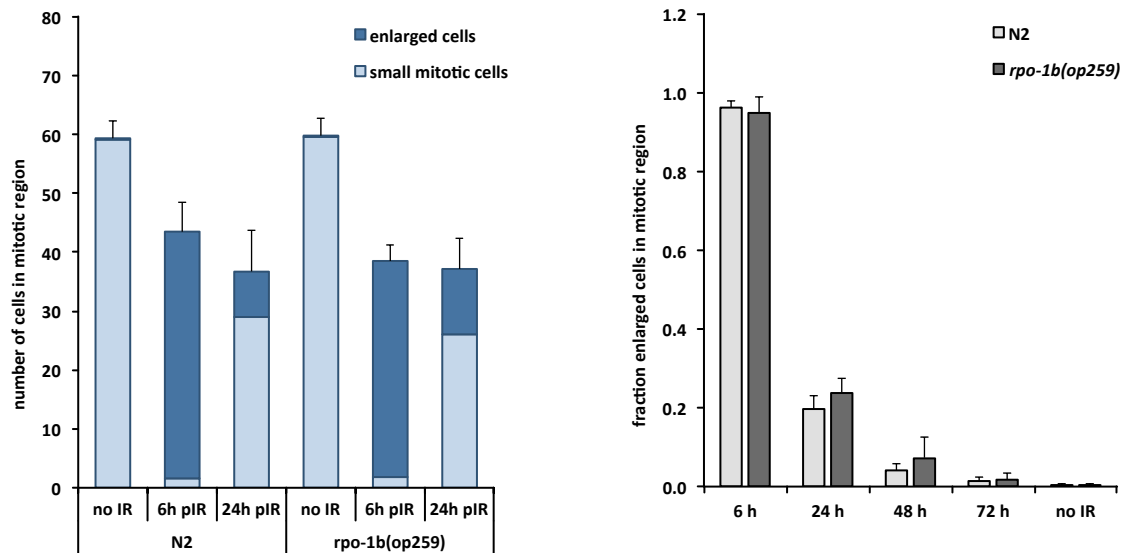 number of cells in mitotic region
80
70
60
50
40
30
20
10
0
enlarged cells
small mitotic cells
no IR 6h pIR 24h pIR no IR 6h pIR 24h pIR
N2 rpo-1b(op259)
fraction enlarged cells in mitotic region
1.2
1.0
0.8
0.6
0.4
0.2
0.0
N2
rpo-1b(op259)
6 h 24 h 48 h 72 h no IR